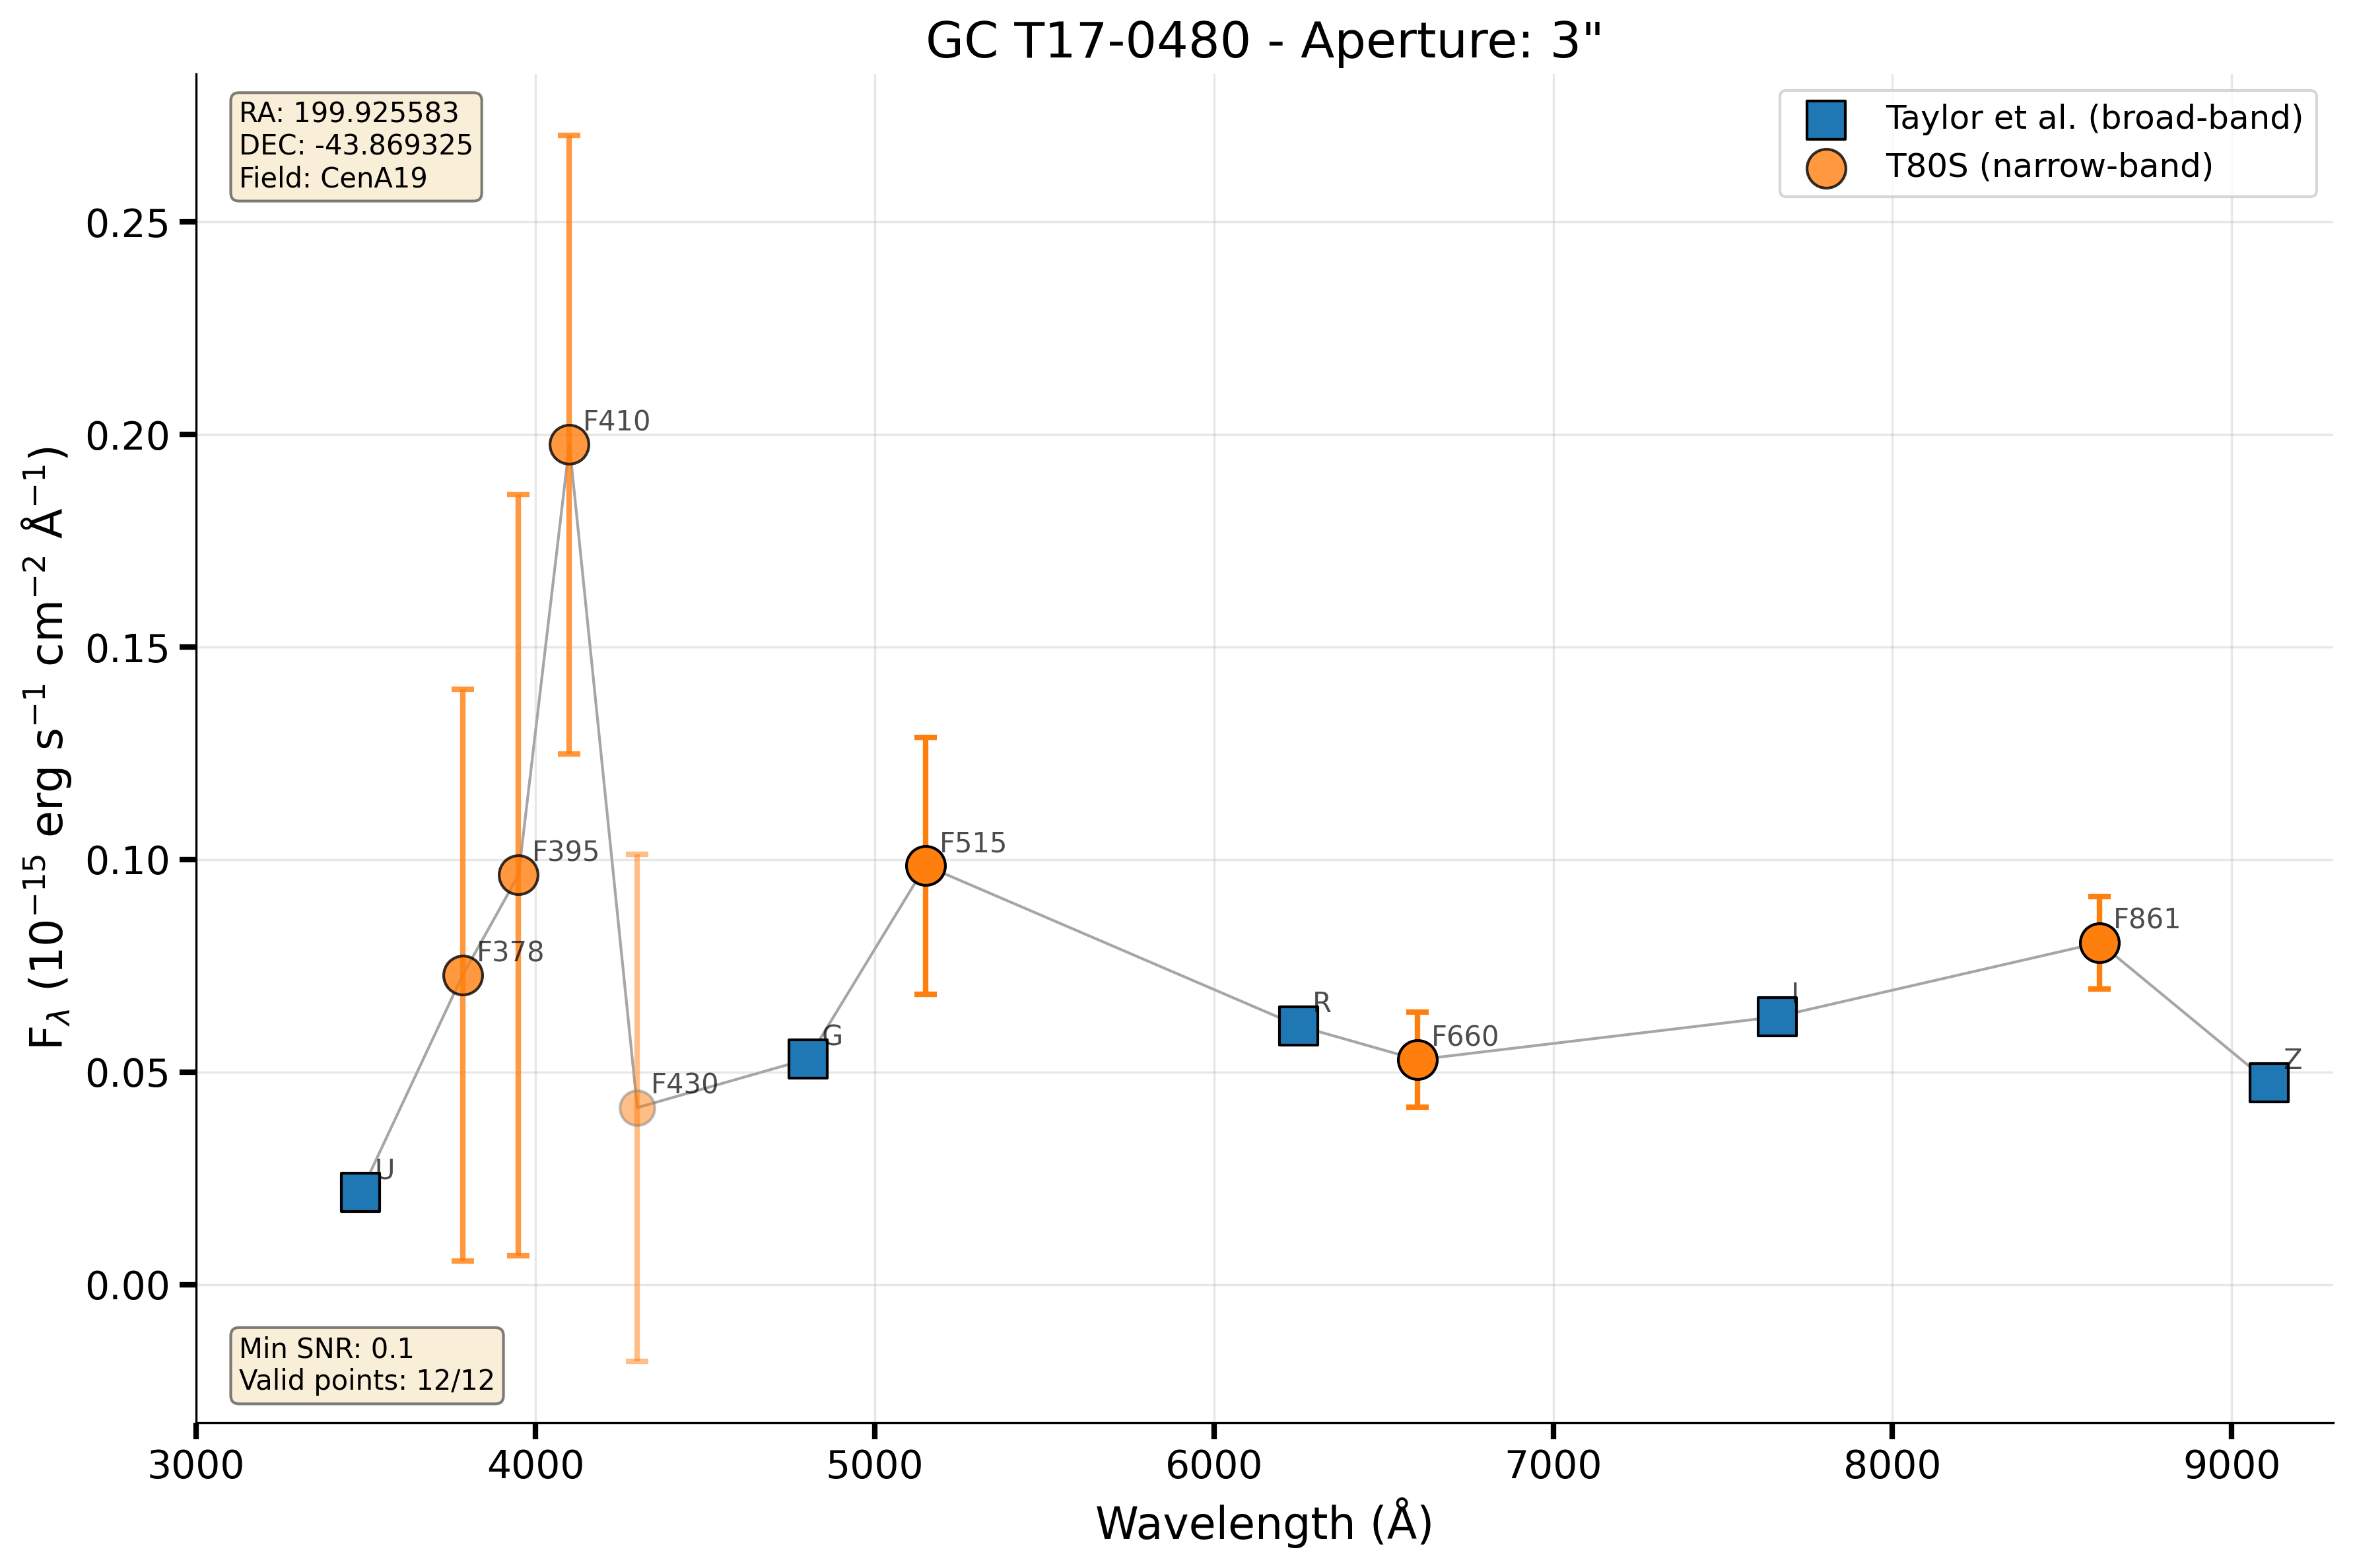 GC T17-0480 - Aperture: 3"
RA: 199.925583
DEC: -43.869325
Field: CenA19
Taylor et al. (broad-band)
T80S (narrow-band)
F$_{\lambda}$ (10$^{-15}$ erg s$^{-1}$ cm$^{-2}$ Å$^{-1}$)
0.25
0.20
0.15
0.10
0.05
0.00
F410
F395
F378
F430
F515
F861
F660
U
G
R
I
Z
Min SNR: 0.1
Valid points: 12/12
3000 4000 5000 6000 7000 8000 9000
Wavelength (Å)